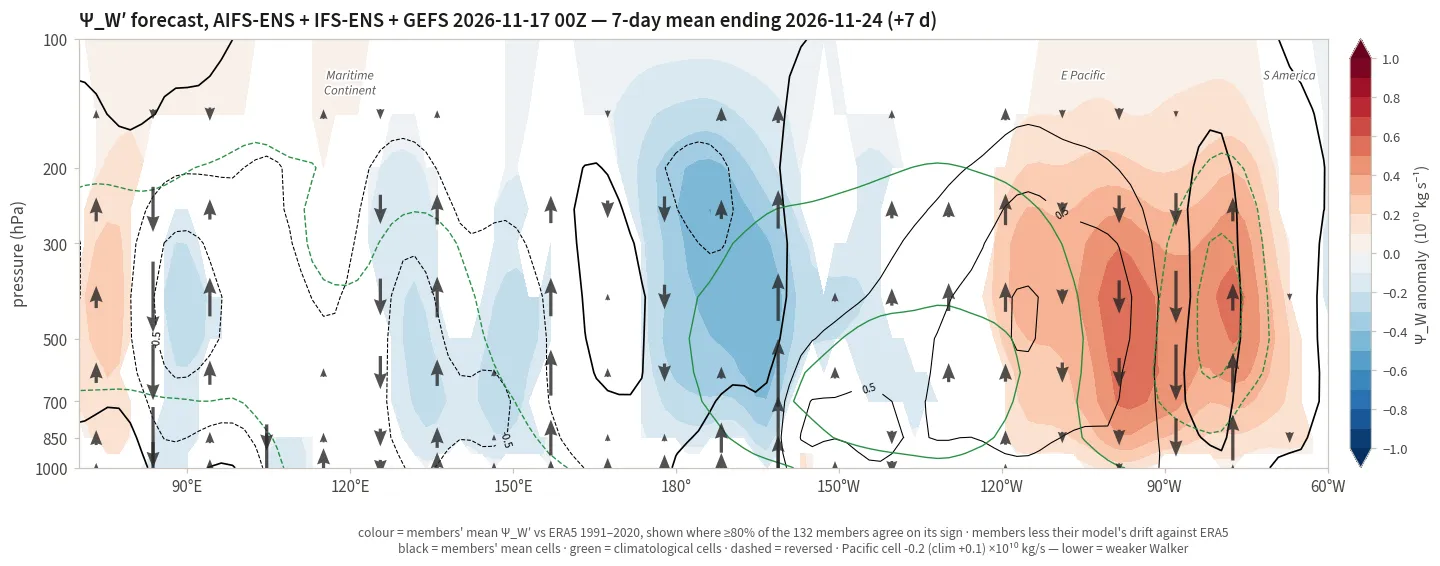 Ψ_W′ forecast, AIFS-ENS + IFS-ENS + GEFS 2026-11-17 00Z — 7-day mean ending 2026-11-24 (+7 d)
100
200
300
400
500
700
850
1000
pressure (hPa)
Maritime
Continent
E Pacific
S America
0.5
0.5
-0.5
-0.5
90°E
120°E
150°E
180°
150°W
120°W
90°W
60°W
1.0
0.8
0.6
0.4
0.2
0.0
−0.2
−0.4
−0.6
−0.8
−1.0
Ψ_W anomaly (10¹⁰ kg s⁻¹)
colour = members' mean Ψ_W′ vs ERA5 1991–2020, shown where ≥80% of the 132 members agree on its sign · members less their model's drift against ERA5
black = members' mean cells · green = climatological cells · dashed = reversed · Pacific cell -0.2 (clim +0.1) ×10¹⁰ kg/s — lower = weaker Walker